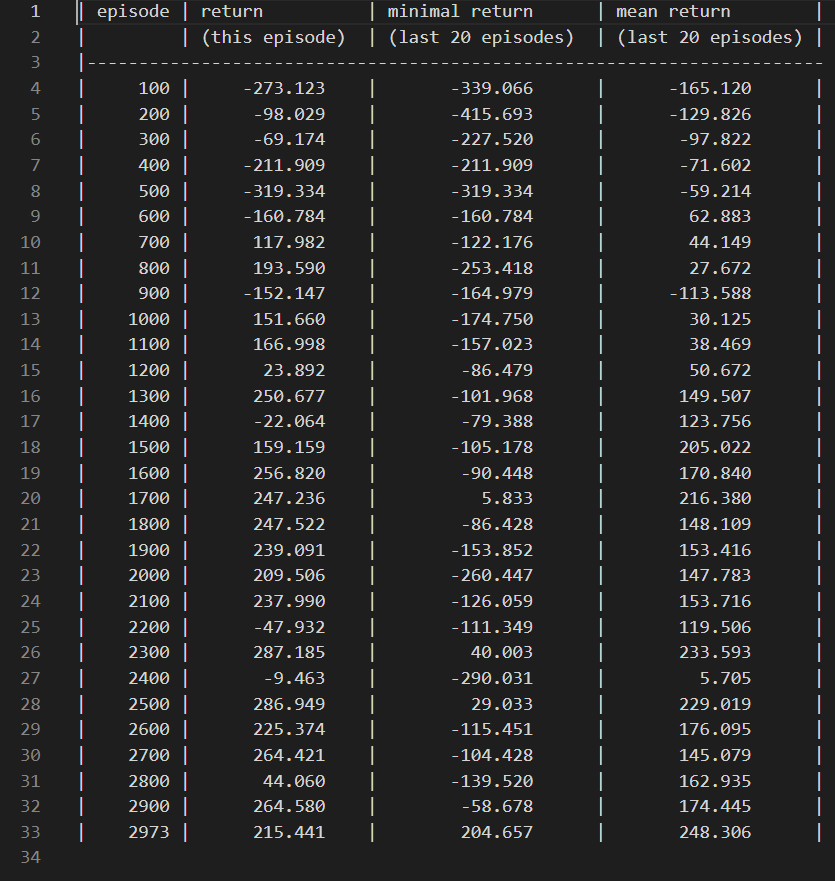 1 | episode | return | minimal return | mean return |
2 | | (this episode) | (last 20 episodes) | (last 20 episodes) |
3 |------------------------------------------------------------------------
4 | 100 | -273.123 | -339.066 | -165.120 |
5 | 200 | -98.029 | -415.693 | -129.826 |
6 | 300 | -69.174 | -227.520 | -97.822 |
7 | 400 | -211.909 | -211.909 | -71.602 |
8 | 500 | -319.334 | -319.334 | -59.214 |
9 | 600 | -160.784 | -160.784 | 62.883 |
10 | 700 | 117.982 | -122.176 | 44.149 |
11 | 800 | 193.590 | -253.418 | 27.672 |
12 | 900 | -152.147 | -164.979 | -113.588 |
13 | 1000 | 151.660 | -174.750 | 30.125 |
14 | 1100 | 166.998 | -157.023 | 38.469 |
15 | 1200 | 23.892 | -86.479 | 50.672 |
16 | 1300 | 250.677 | -101.968 | 149.507 |
17 | 1400 | -22.064 | -79.388 | 123.756 |
18 | 1500 | 159.159 | -105.178 | 205.022 |
19 | 1600 | 256.820 | -90.448 | 170.840 |
20 | 1700 | 247.236 | 5.833 | 216.380 |
21 | 1800 | 247.522 | -86.428 | 148.109 |
22 | 1900 | 239.091 | -153.852 | 153.416 |
23 | 2000 | 209.506 | -260.447 | 147.783 |
24 | 2100 | 237.990 | -126.059 | 153.716 |
25 | 2200 | -47.932 | -111.349 | 119.506 |
26 | 2300 | 287.185 | 40.003 | 233.593 |
27 | 2400 | -9.463 | -290.031 | 5.705 |
28 | 2500 | 286.949 | 29.033 | 229.019 |
29 | 2600 | 225.374 | -115.451 | 176.095 |
30 | 2700 | 264.421 | -104.428 | 145.079 |
31 | 2800 | 44.060 | -139.520 | 162.935 |
32 | 2900 | 264.580 | -58.678 | 174.445 |
33 | 2973 | 215.441 | 204.657 | 248.306 |
34